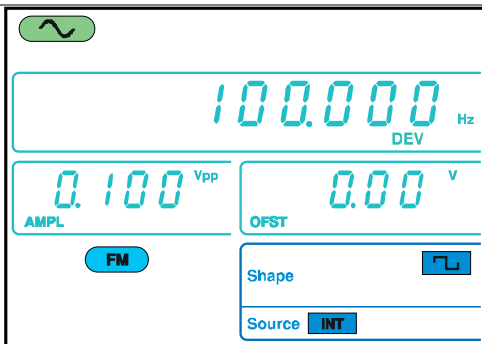 100.000 Hz
DEV
0.100 Vpp
AMPL
0.00 V
OFST
FM
Shape
Source INT